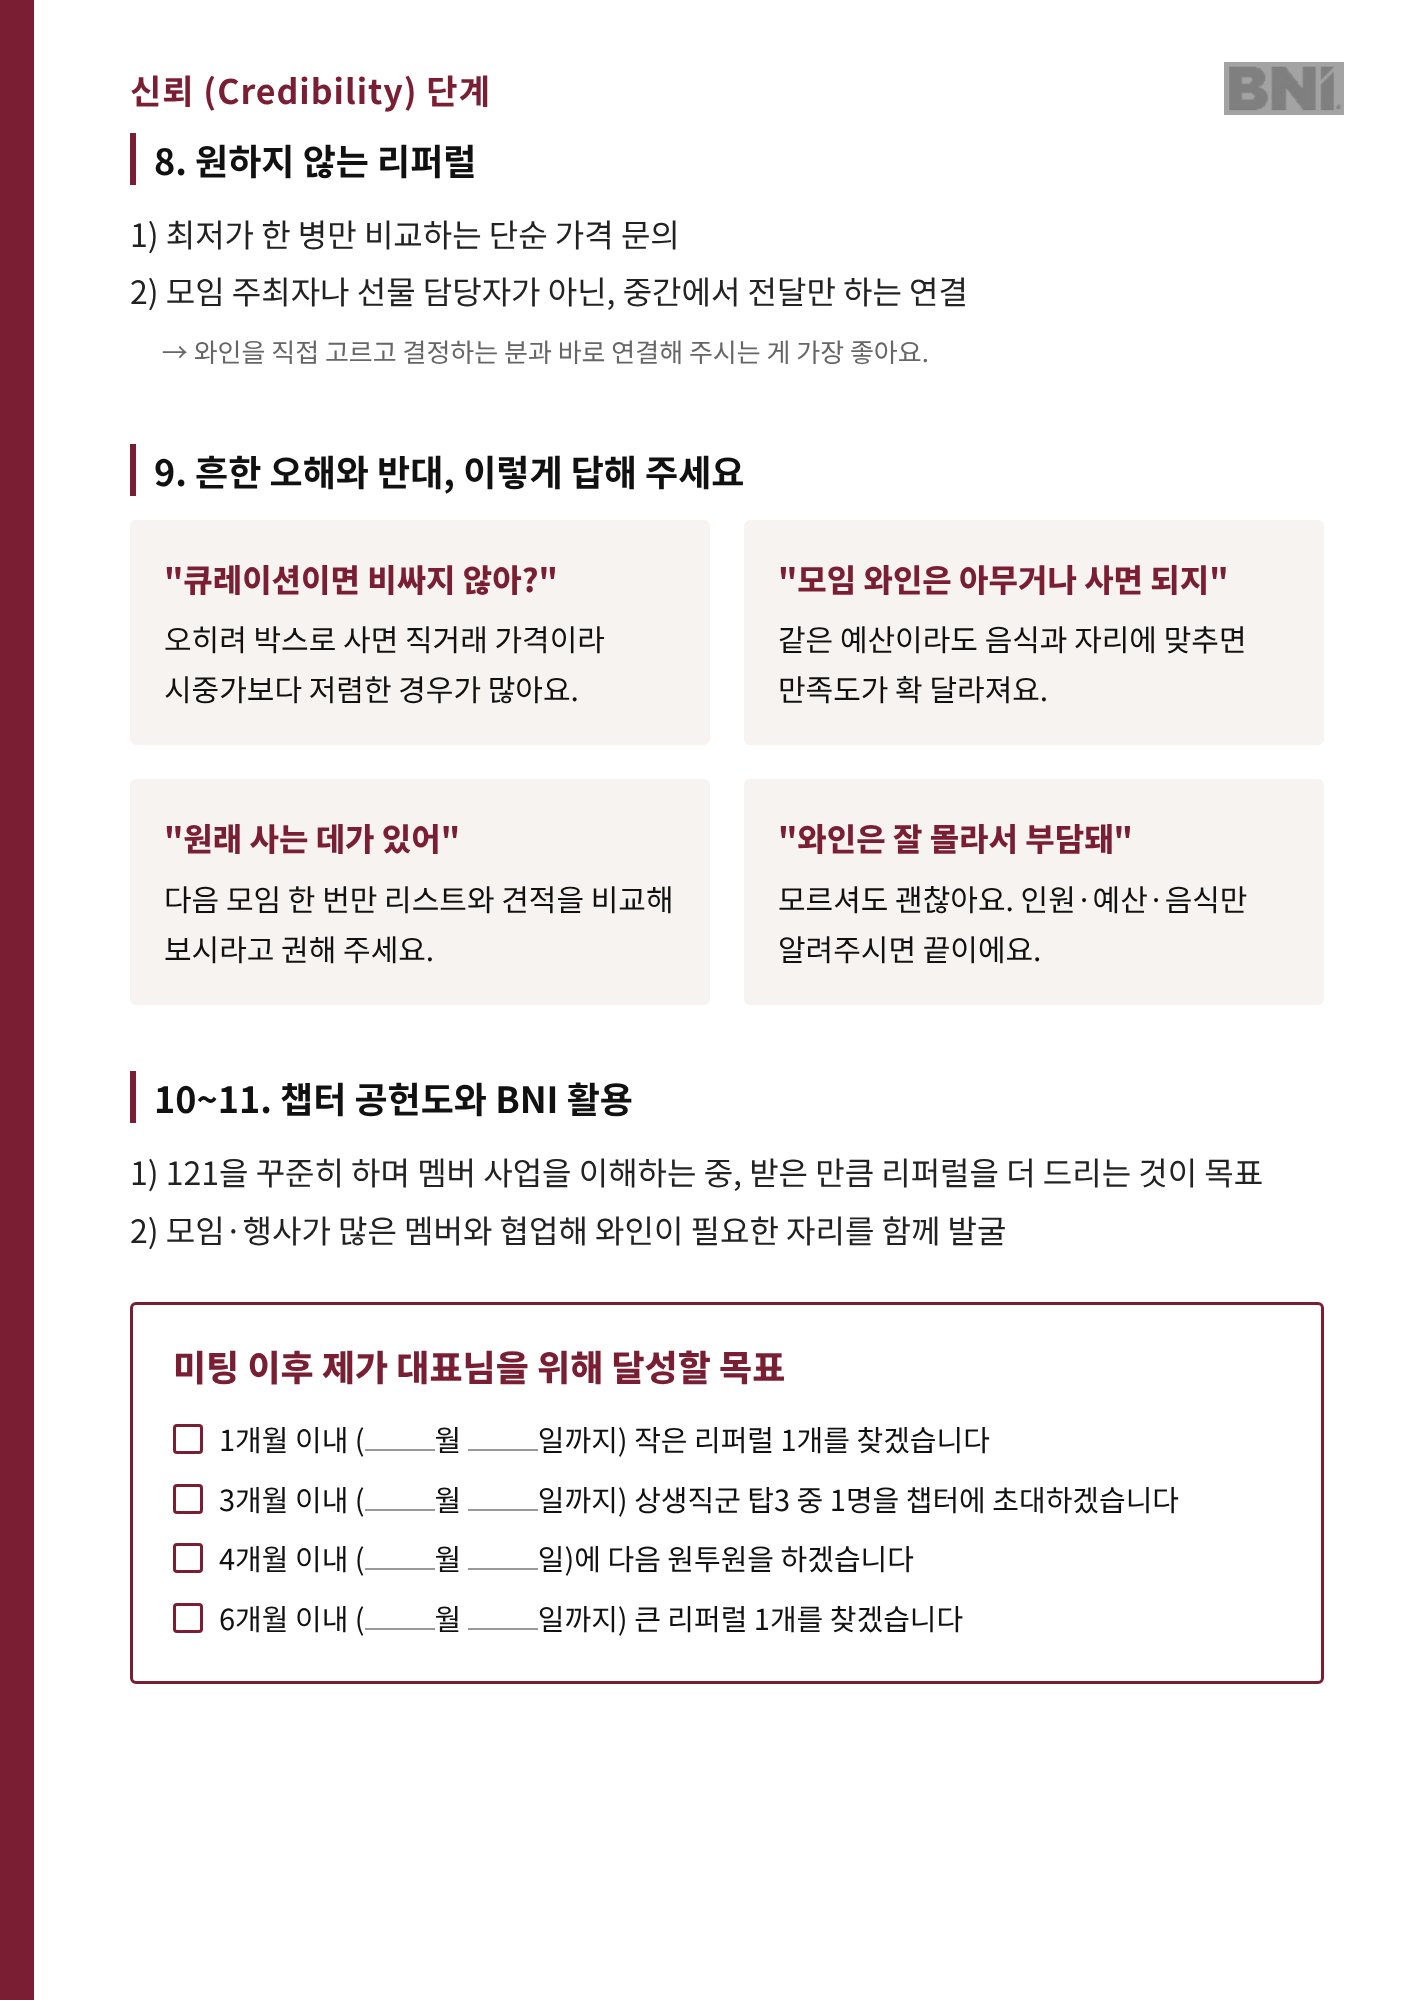 신뢰 (Credibility) 단계
BNI
8. 원하지 않는 리퍼럴
1) 최저가 한 병만 비교하는 단순 가격 문의
2) 모임 주최자나 선물 담당자가 아닌, 중간에서 전달만 하는 연결
→ 와인을 직접 고르고 결정하는 분과 바로 연결해 주시는 게 가장 좋아요.
9. 흔한 오해와 반대, 이렇게 답해 주세요
"큐레이션이면 비싸지 않아?"
오히려 박스로 사면 직거래 가격이라
시중가보다 저렴한 경우가 많아요.
"모임 와인은 아무거나 사면 되지"
같은 예산이라도 음식과 자리에 맞추면
만족도가 확 달라져요.
"원래 사는 데가 있어"
다음 모임 한 번만 리스트와 견적을 비교해
보시라고 권해 주세요.
"와인은 잘 몰라서 부담돼"
모르셔도 괜찮아요. 인원·예산·음식만
알려주시면 끝이에요.
10~11. 챕터 공헌도와 BNI 활용
1) 121을 꾸준히 하며 멤버 사업을 이해하는 중, 받은 만큼 리퍼럴을 더 드리는 것이 목표
2) 모임·행사가 많은 멤버와 협업해 와인이 필요한 자리를 함께 발굴
미팅 이후 제가 대표님을 위해 달성할 목표
1개월 이내 (_____월 _____일까지) 작은 리퍼럴 1개를 찾겠습니다
3개월 이내 (_____월 _____일까지) 상생직군 탑3 중 1명을 챕터에 초대하겠습니다
4개월 이내 (_____월 _____일)에 다음 원투원을 하겠습니다
6개월 이내 (_____월 _____일까지) 큰 리퍼럴 1개를 찾겠습니다